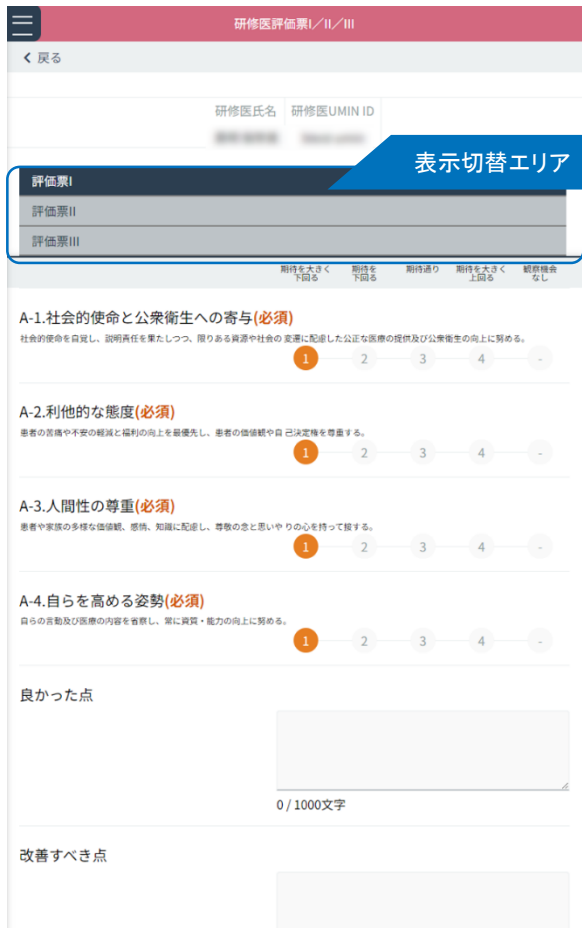 研修医評価票I／II／III
戻る
研修医氏名 研修医UMIN ID
表示切替エリア
評価票I
評価票II
評価票III
期待を大きく下回る 期待を下回る 期待通り 期待を大きく上回る 観察機会なし
A-1.社会的使命と公衆衛生への寄与(必須)
社会的使命を自覚し、説明責任を果たしつつ、限りある資源や社会の 変遷に配慮した公正な医療の提供及び公衆衛生の向上に努める。
1 2 3 4 -
A-2.利他的な態度(必須)
患者の苦痛や不安の軽減と福利の向上を最優先し、患者の価値観や自 己決定権を尊重する。
1 2 3 4 -
A-3.人間性の尊重(必須)
患者や家族の多様な価値観、感情、知識に配慮し、尊敬の念と思いや りの心を持って接する。
1 2 3 4 -
A-4.自らを高める姿勢(必須)
自らの言動及び医療の内容を省察し、常に資質・能力の向上に努める。
1 2 3 4 -
良かった点
0 / 1000文字
改善すべき点